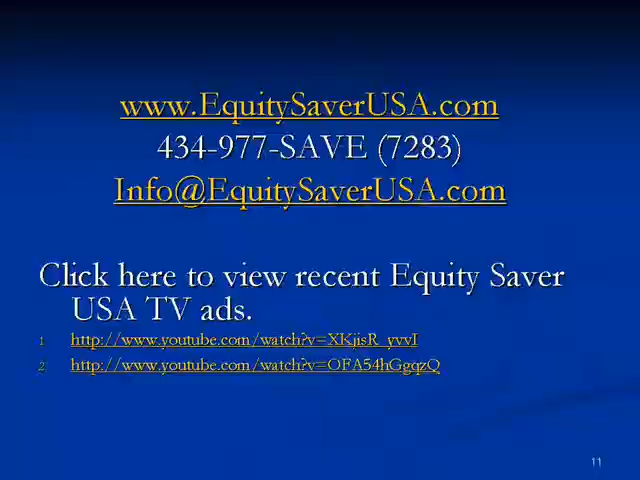 www.EquitySaverUSA.com
434-977-SAVE (7283)
Info@EquitySaverUSA.com
Click here to view recent Equity Saver
USA TV ads.
1. http://www.youtube.com/watch?v=XKjisR_yvvI
2. http://www.youtube.com/watch?v=OFA54hGgqzQ
11